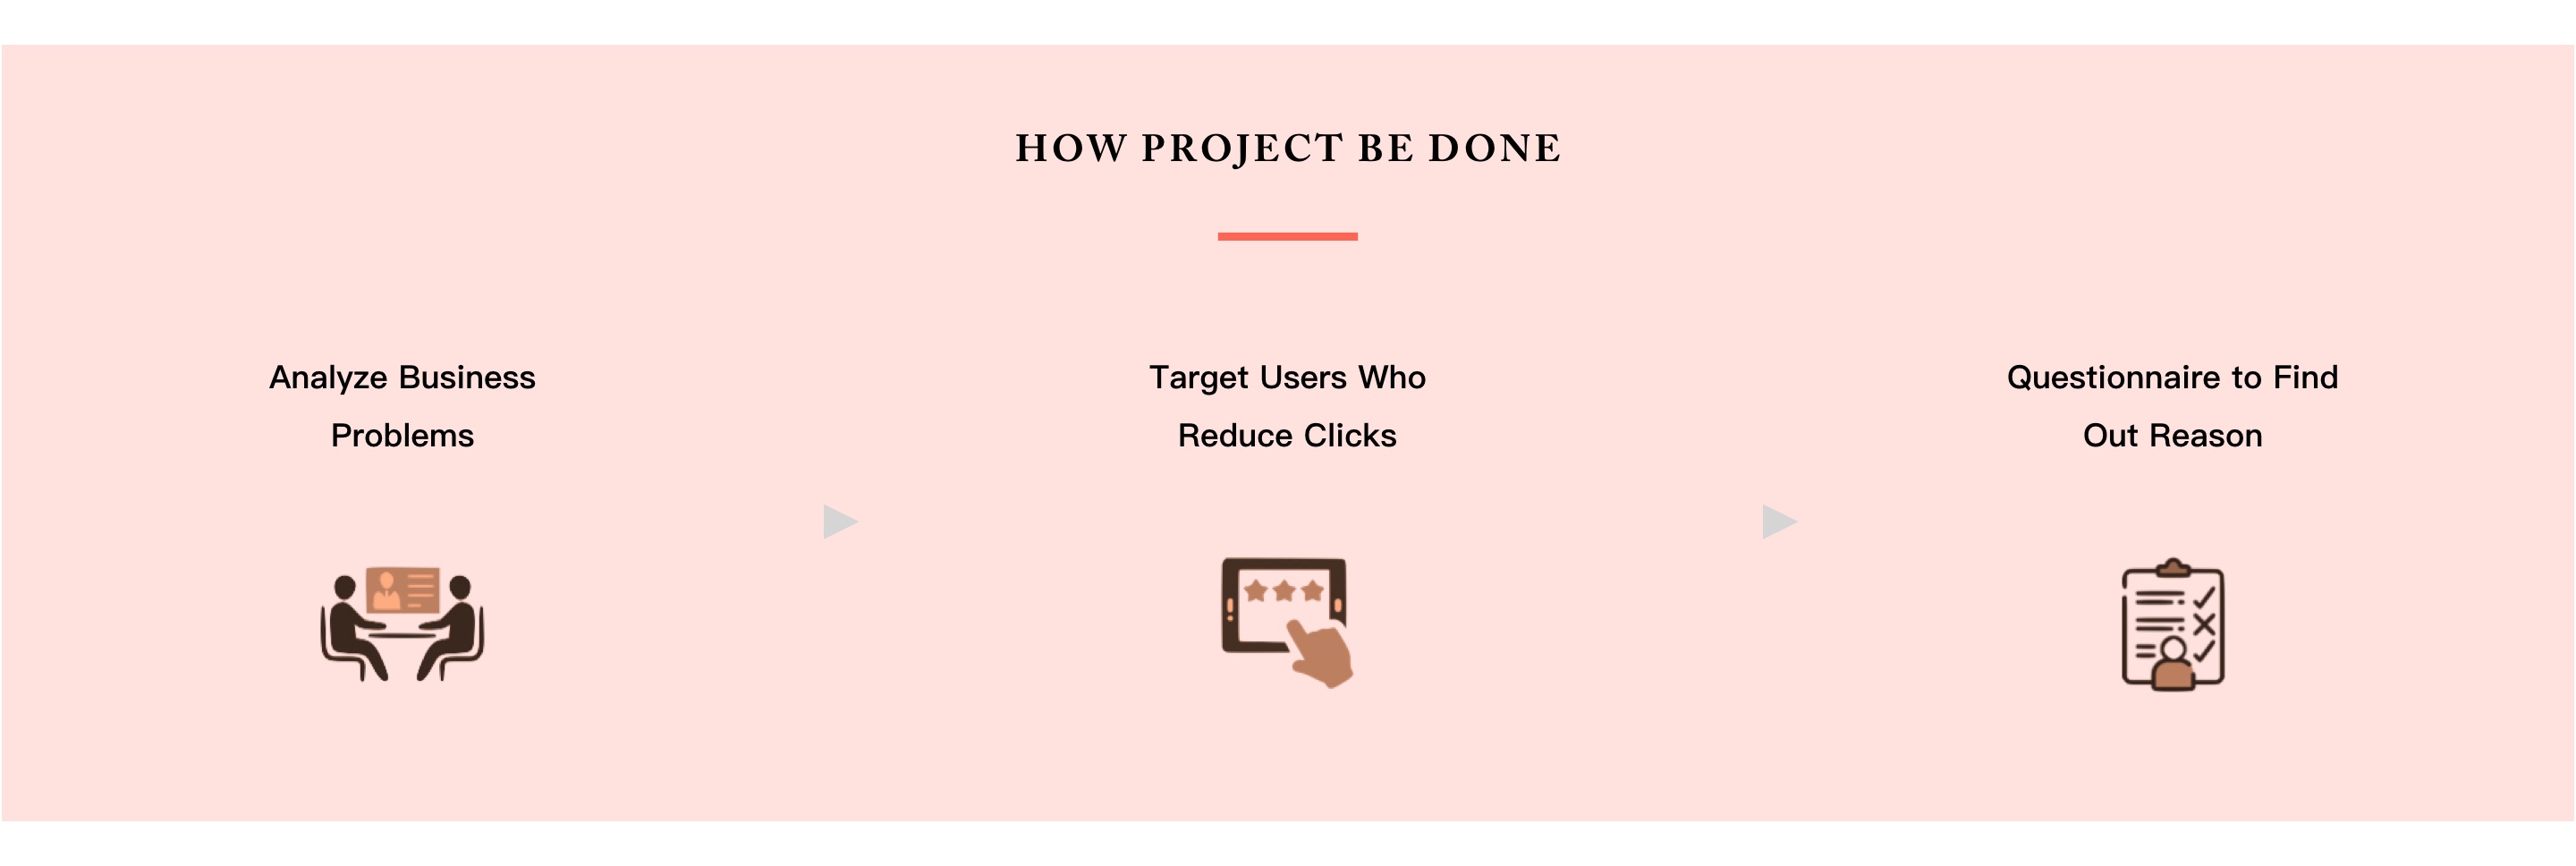 HOW PROJECT BE DONE
Analyze Business
Problems
Target Users Who
Reduce Clicks
Questionnaire to Find
Out Reason